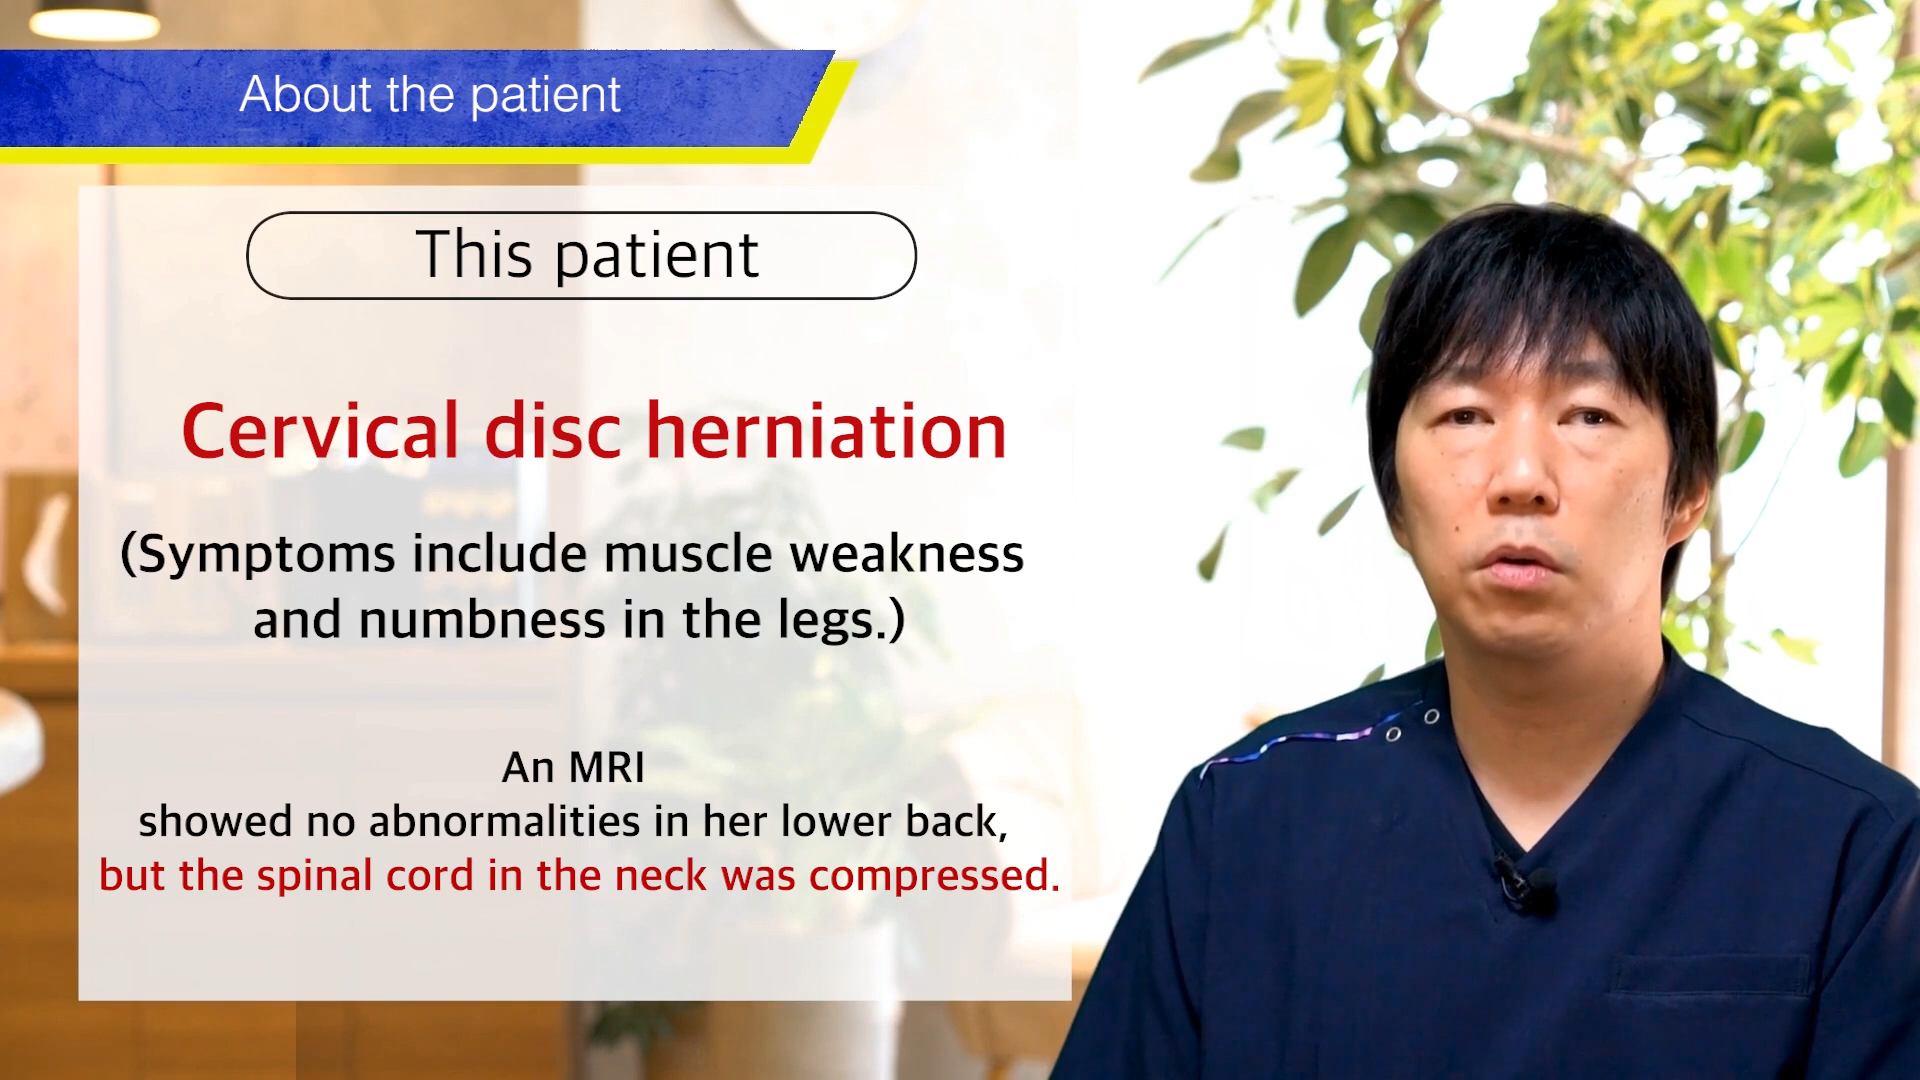 About the patient
This patient
Cervical disc herniation
(Symptoms include muscle weakness
and numbness in the legs.)
An MRI
showed no abnormalities in her lower back,
but the spinal cord in the neck was compressed.